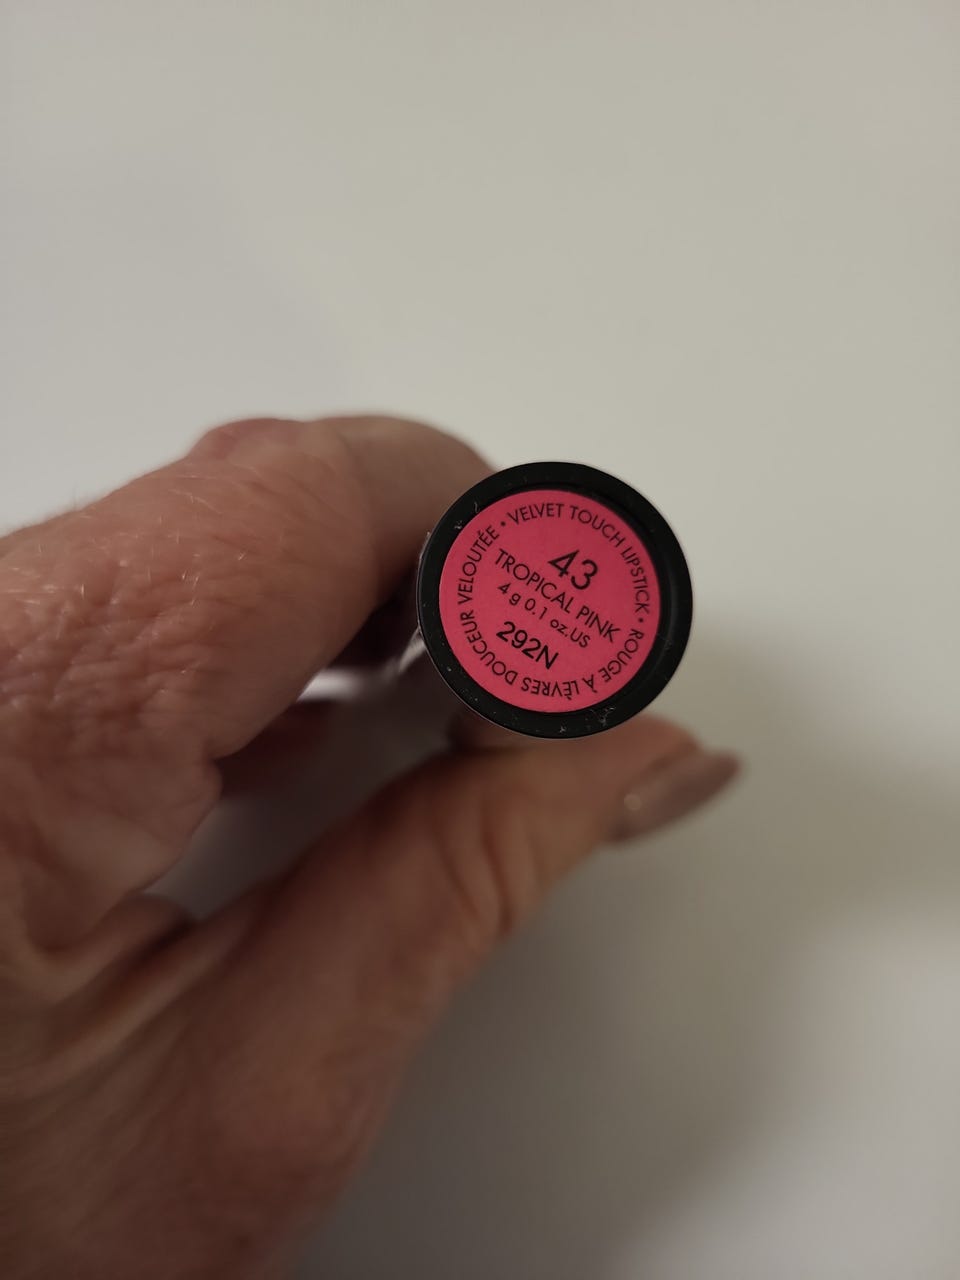 VELVET TOUCH LIPSTICK • ROUGE À LÈVRES DOUCEUR VELOUTÉE •
43
TROPICAL PINK
4 g 0.1 oz.US
292N